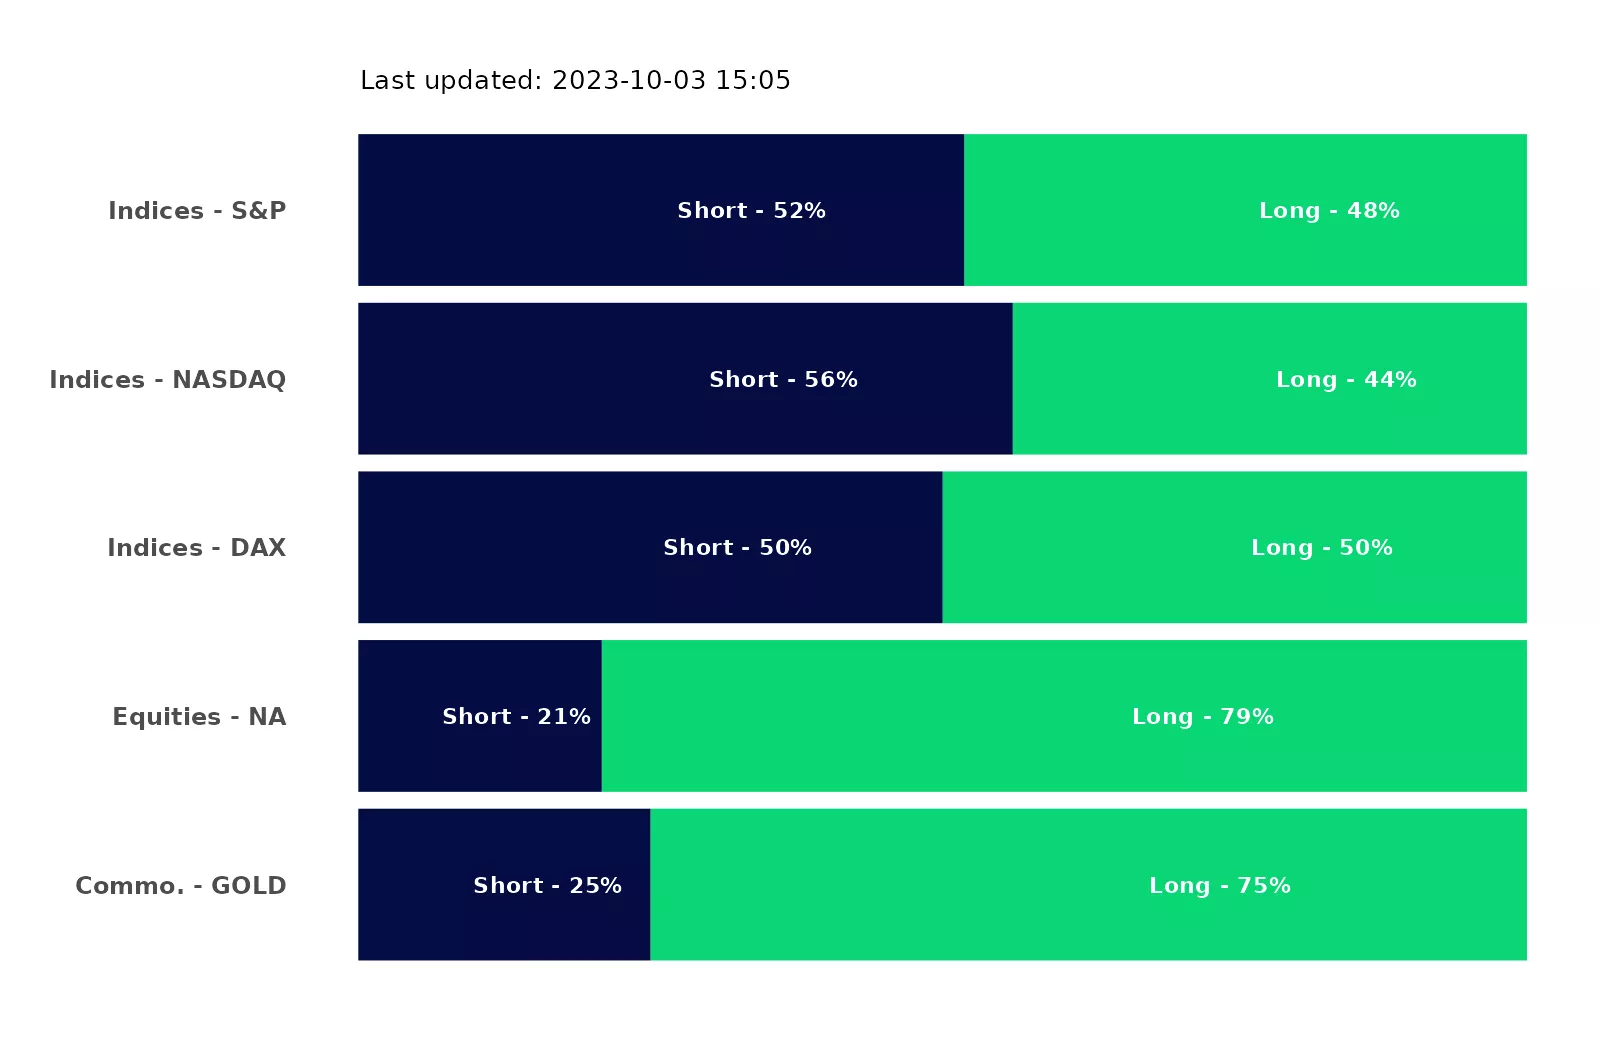 Last updated: 2023-10-03 15:05
Indices - S&P Short - 52% Long - 48%
Indices - NASDAQ Short - 56% Long - 44%
Indices - DAX Short - 50% Long - 50%
Equities - NA Short - 21% Long - 79%
Commo. - GOLD Short - 25% Long - 75%